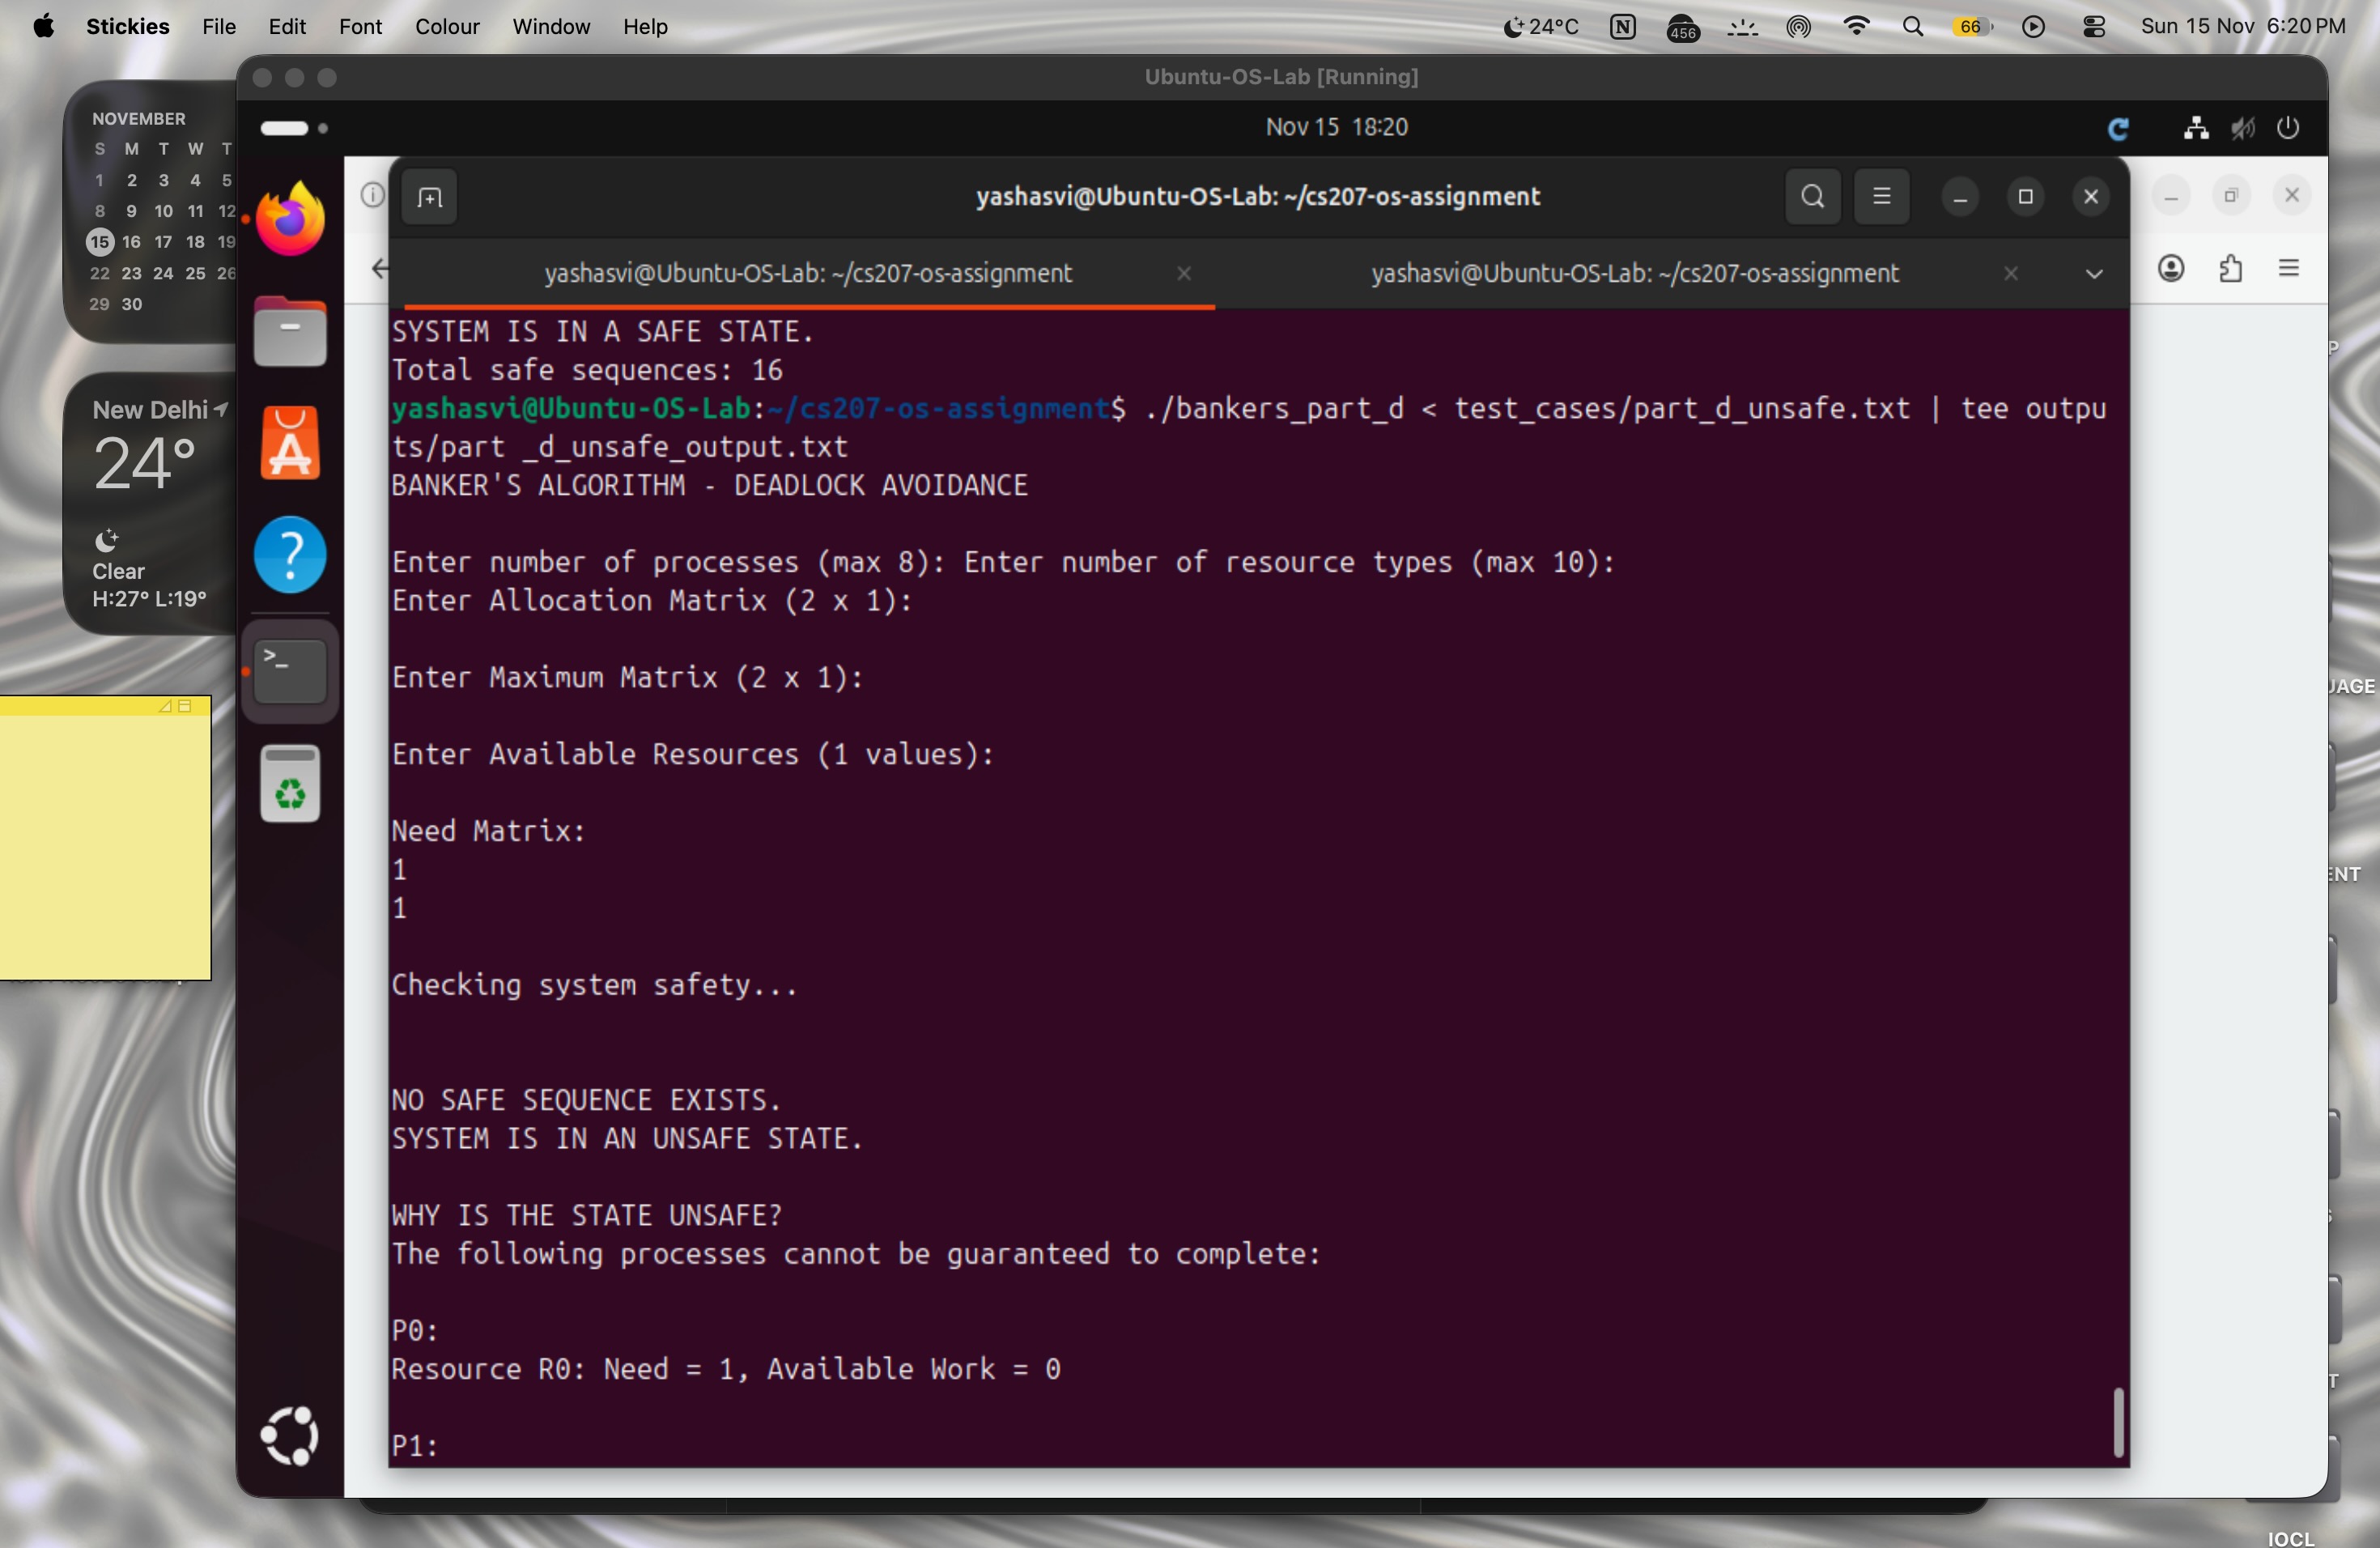 Stickies File Edit Font Colour Window Help 24°C 456 66 Sun 15 Nov 6:20 PM
Ubuntu-OS-Lab [Running]
Nov 15 18:20
NOVEMBER
S M T W T
1 2 3 4 5
8 9 10 11 12
15 16 17 18 19
22 23 24 25 26
29 30
New Delhi
24°
Clear
H:27° L:19°
yashasvi@Ubuntu-OS-Lab: ~/cs207-os-assignment
yashasvi@Ubuntu-OS-Lab: ~/cs207-os-assignment yashasvi@Ubuntu-OS-Lab: ~/cs207-os-assignment
SYSTEM IS IN A SAFE STATE.
Total safe sequences: 16
yashasvi@Ubuntu-OS-Lab:~/cs207-os-assignment$ ./bankers_part_d < test_cases/part_d_unsafe.txt | tee outpu
ts/part _d_unsafe_output.txt
BANKER'S ALGORITHM - DEADLOCK AVOIDANCE
Enter number of processes (max 8): Enter number of resource types (max 10):
Enter Allocation Matrix (2 x 1):
Enter Maximum Matrix (2 x 1):
Enter Available Resources (1 values):
Need Matrix:
1
1
Checking system safety...
NO SAFE SEQUENCE EXISTS.
SYSTEM IS IN AN UNSAFE STATE.
WHY IS THE STATE UNSAFE?
The following processes cannot be guaranteed to complete:
P0:
Resource R0: Need = 1, Available Work = 0
P1:
IOCL